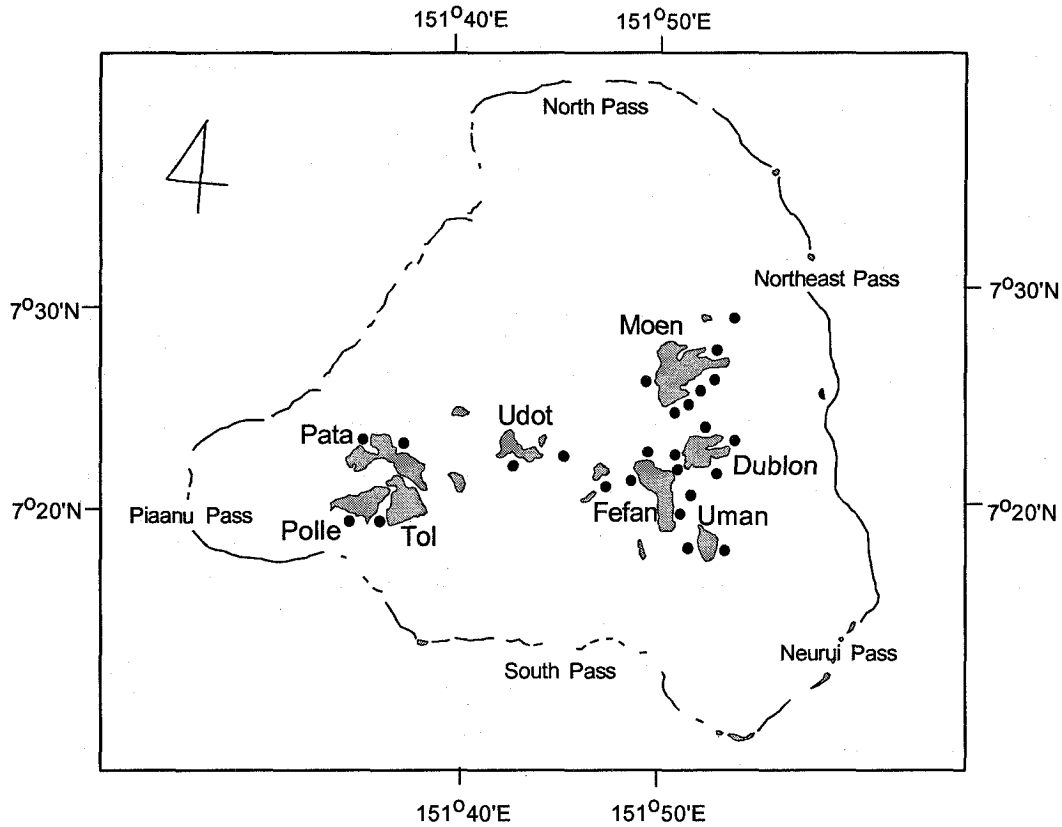 151°40'E 151°50'E
North Pass
4
Northeast Pass
7°30'N 7°30'N
Moen
Udot
Pata
Dublon
Piaanu Pass Fefan Uman 7°20'N
7°20'N
Polle Tol
Neurui Pass
South Pass
151°40'E 151°50'E